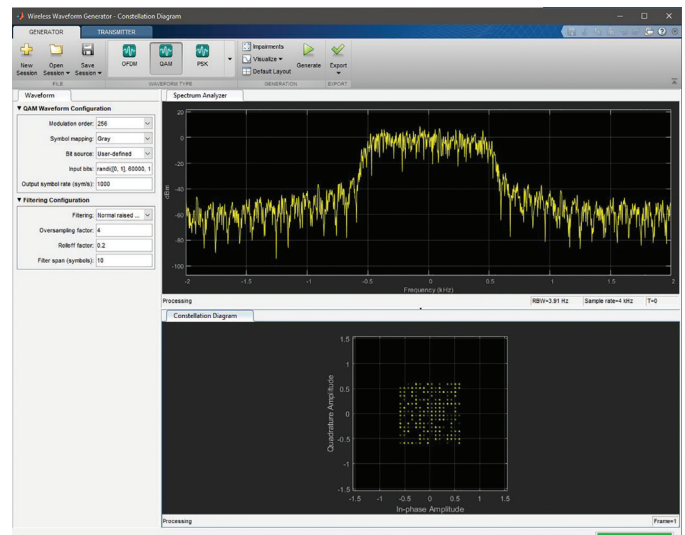 Wireless Waveform Generator - Constellation Diagram
GENERATOR TRANSMITTER
New Session Open Session Save Session
OFDM QAM PSK
Impairments
Visualize
Default Layout
Generate Export
FILE WAVEFORM TYPE GENERATION EXPORT
Waveform
QAM Waveform Configuration
Modulation order: 256
Symbol mapping: Gray
Bit source: User-defined
Input bits: randi([0, 1], 60000, 1
Output symbol rate (sym/s): 1000
Filtering Configuration
Filtering: Normal raised ...
Oversampling factor: 4
Rolloff factor: 0.2
Filter span (symbols): 10
Spectrum Analyzer
20
0
-20
-40
-60
-80
-100
dBm
-2 -1.5 -1 -0.5 0 0.5 1 1.5 2
Frequency (kHz)
Processing RBW=3.91 Hz Sample rate=4 kHz T=0
Constellation Diagram
1.5
1
0.5
0
-0.5
-1
-1.5
Quadrature Amplitude
-1.5 -1 -0.5 0 0.5 1 1.5
In-phase Amplitude
Processing Frame=1